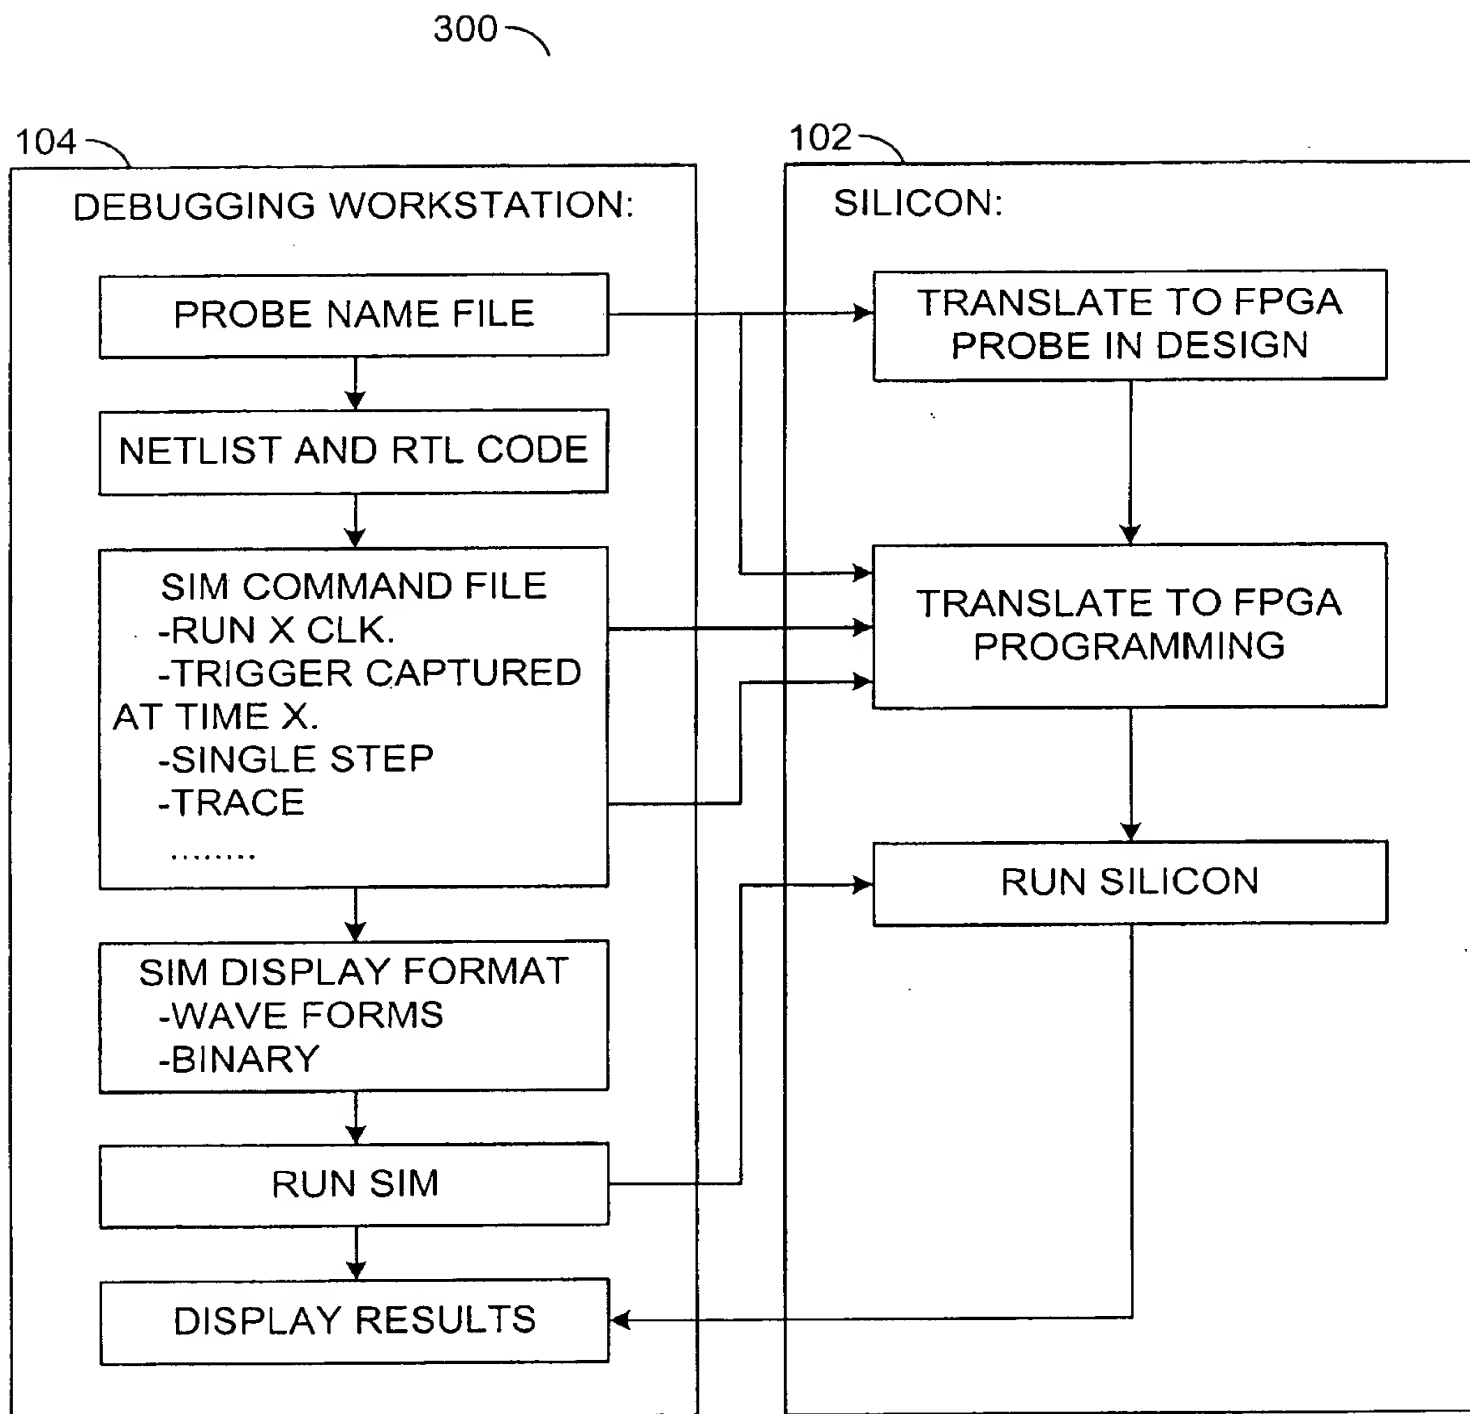 300
104
DEBUGGING WORKSTATION:
PROBE NAME FILE
NETLIST AND RTL CODE
SIM COMMAND FILE
-RUN X CLK.
-TRIGGER CAPTURED
AT TIME X.
-SINGLE STEP
-TRACE
........
SIM DISPLAY FORMAT
-WAVE FORMS
-BINARY
RUN SIM
DISPLAY RESULTS
102
SILICON:
TRANSLATE TO FPGA
PROBE IN DESIGN
TRANSLATE TO FPGA
PROGRAMMING
RUN SILICON